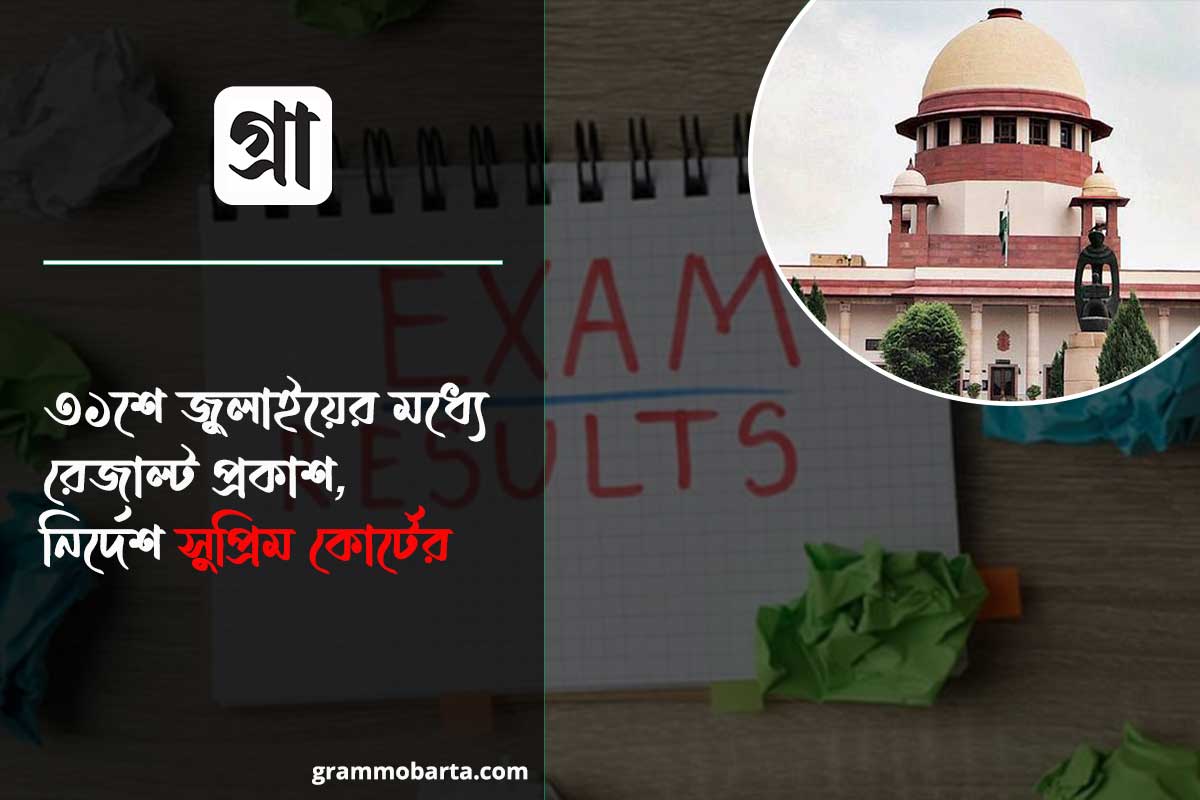 গ্রা
EXAM
RESULTS
৩১শে জুলাইয়ের মধ্যে
রেজাল্ট প্রকাশ,
নির্দেশ সুপ্রিম কোর্টের
grammobarta.com